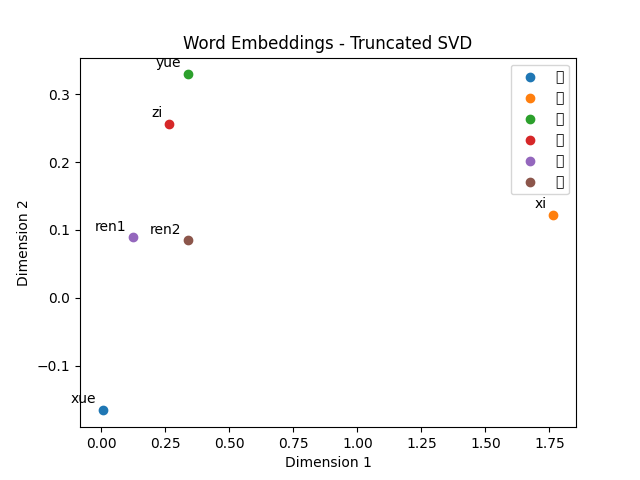 Word Embeddings - Truncated SVD
yue
zi
xi
ren1
ren2
xue
0.3
0.2
0.1
0.0
−0.1
Dimension 2
0.00 0.25 0.50 0.75 1.00 1.25 1.50 1.75
Dimension 1